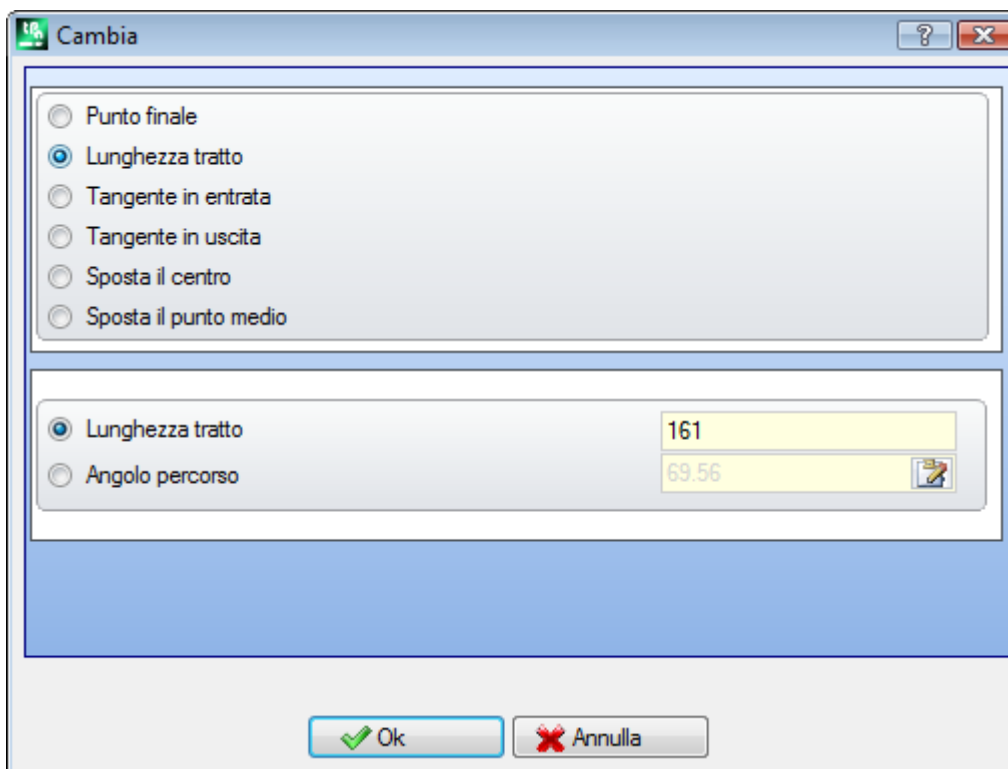 Cambia
Punto finale
Lunghezza tratto
Tangente in entrata
Tangente in uscita
Sposta il centro
Sposta il punto medio
Lunghezza tratto 161
Angolo percorso 69.56
Ok Annulla